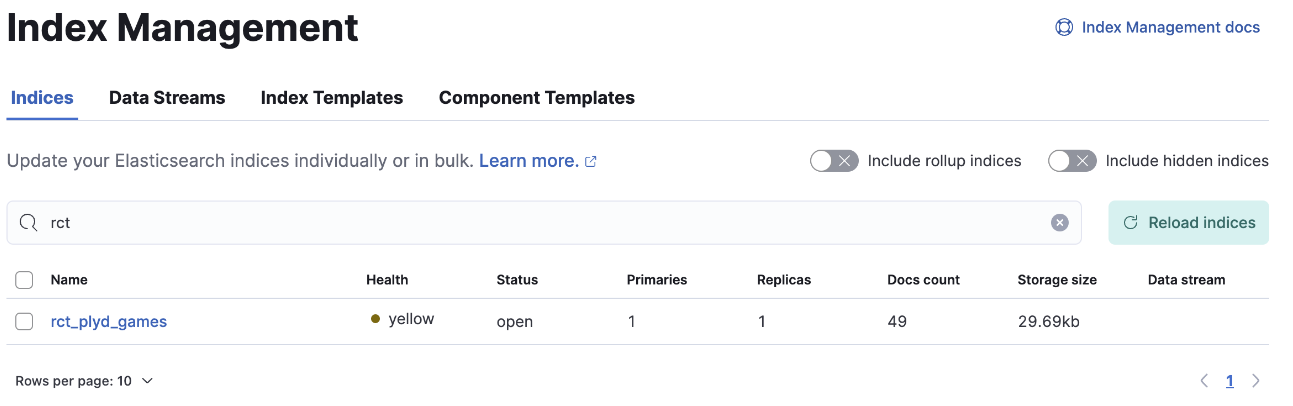 Index Management
Index Management docs
Indices Data Streams Index Templates Component Templates
Update your Elasticsearch indices individually or in bulk. Learn more.
Include rollup indices Include hidden indices
rct
Reload indices
Name Health Status Primaries Replicas Docs count Storage size Data stream
rct_plyd_games yellow open 1 1 49 29.69kb
Rows per page: 10
1